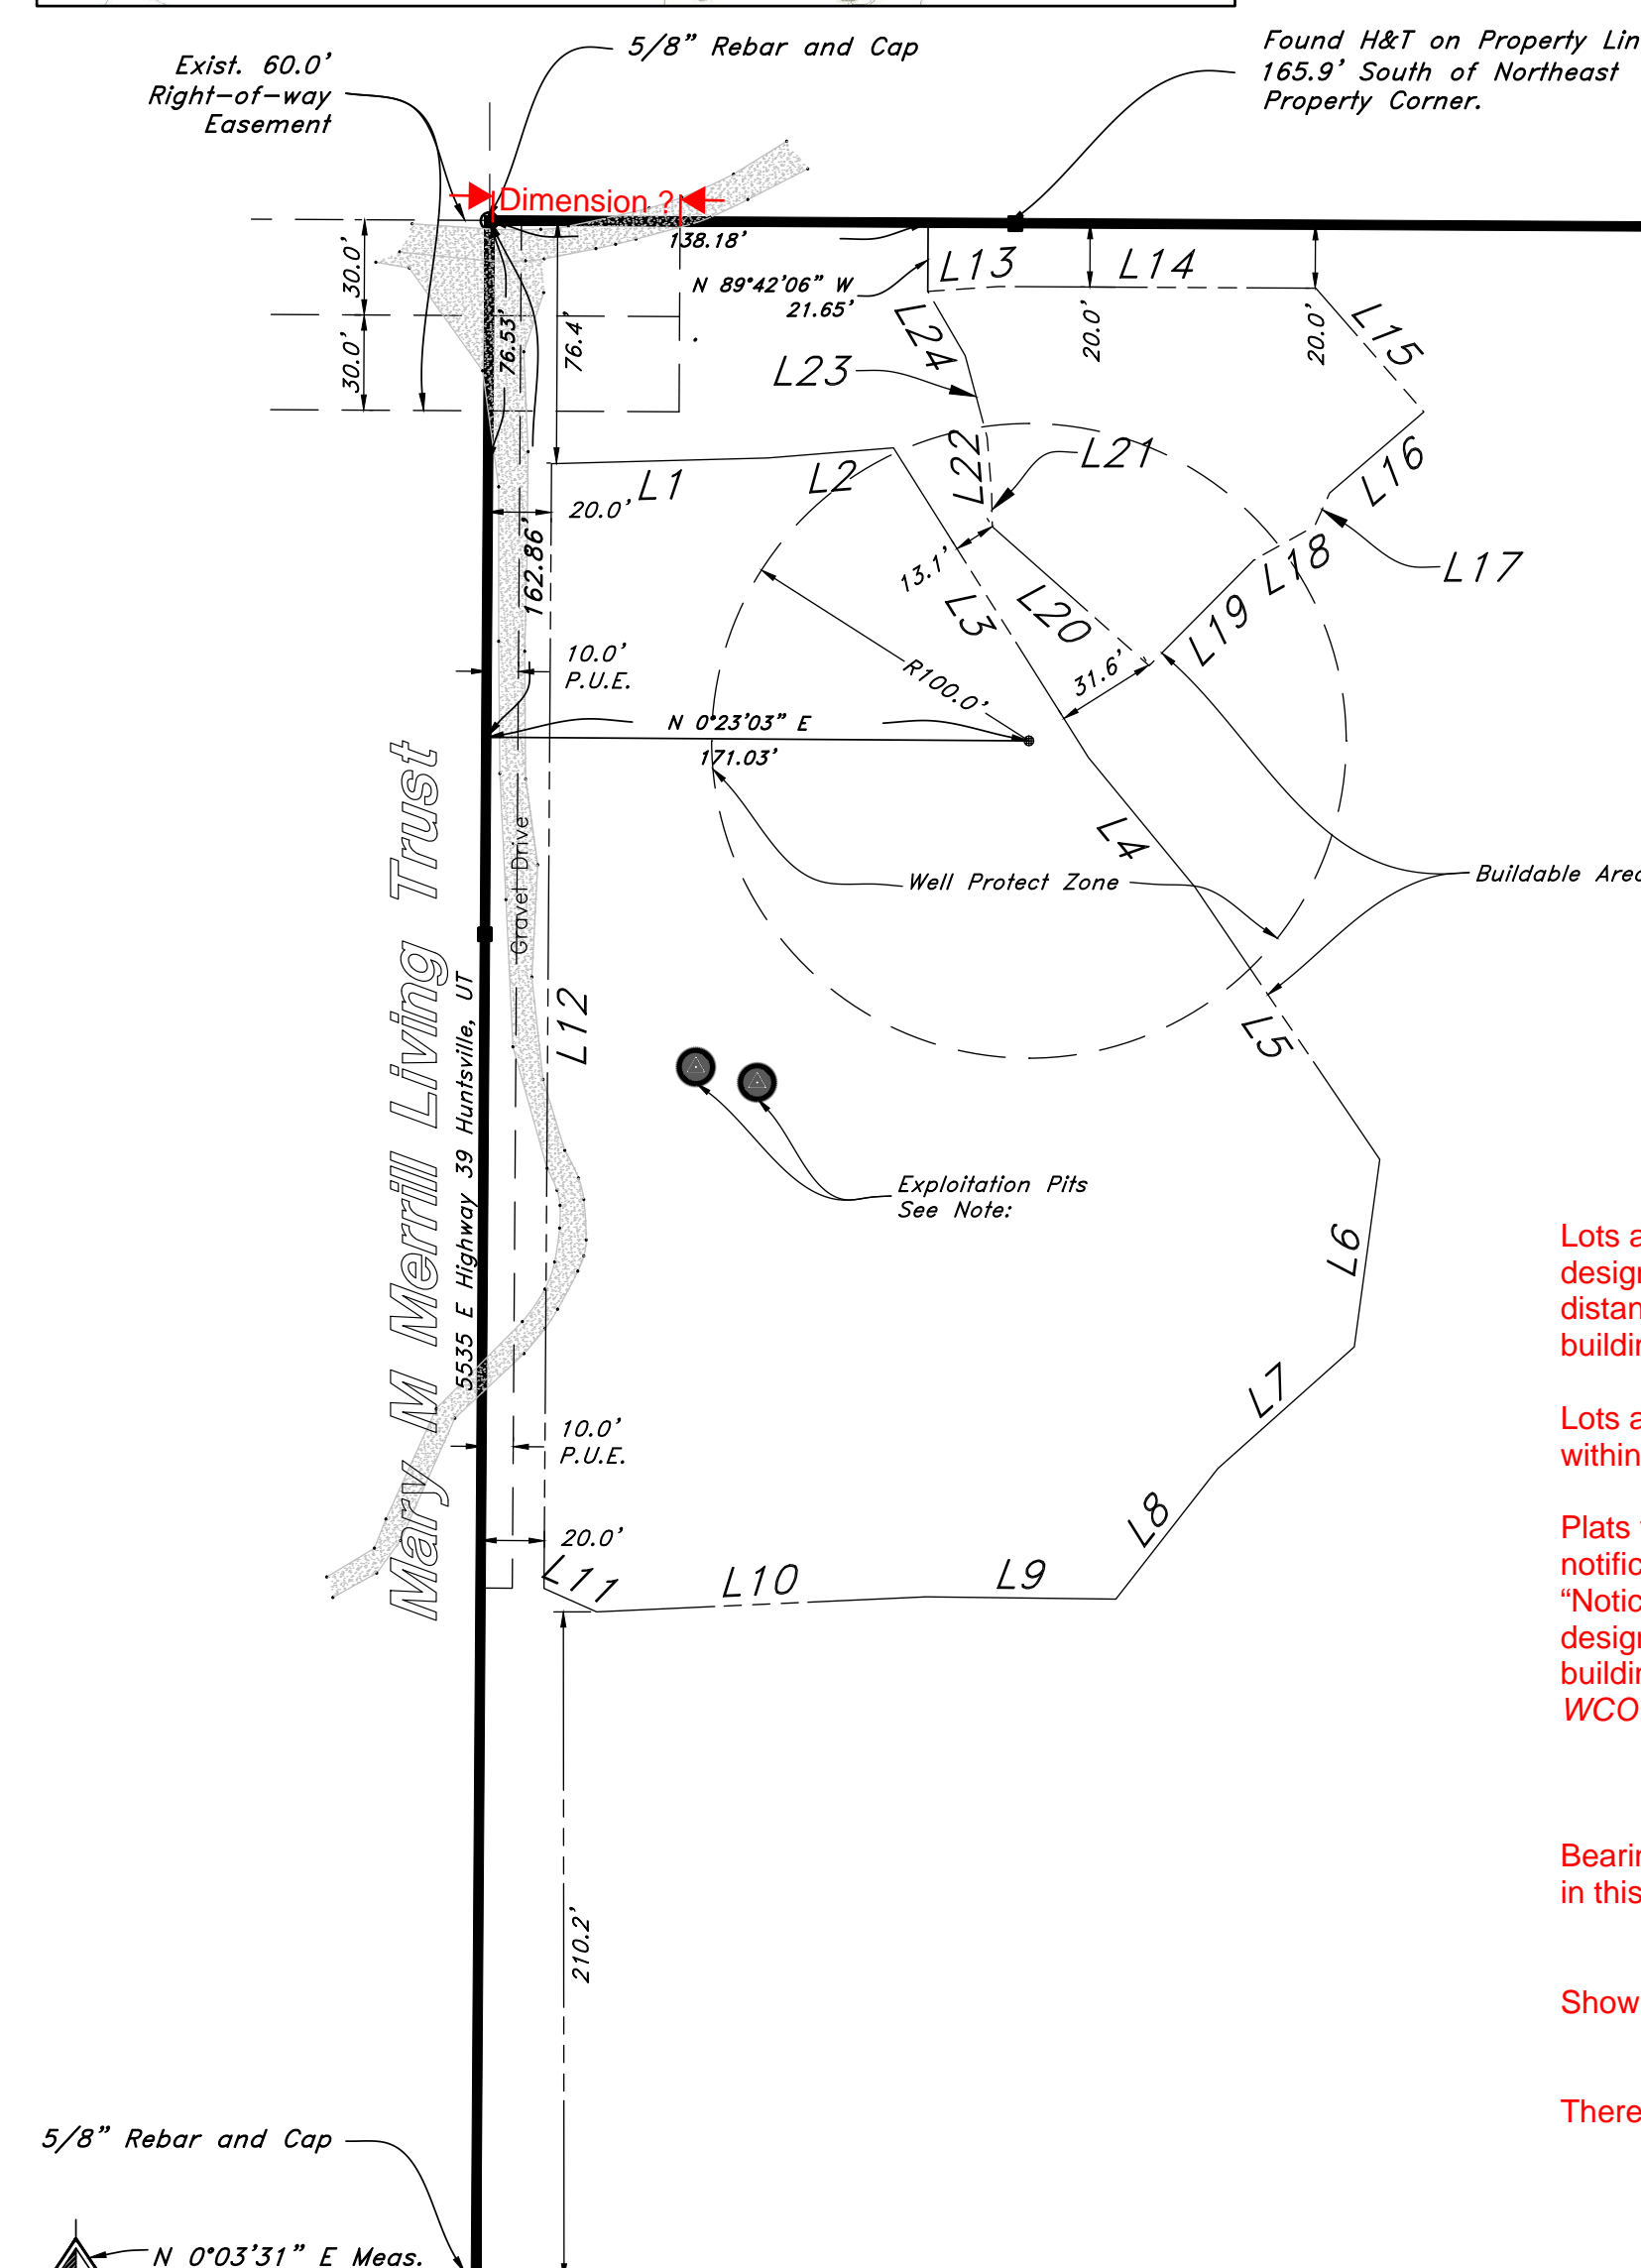 5/8” Rebar and Cap
Exist. 60.0’
Right-of-way
Easement
Found H&T on Property Lin
165.9’ South of Northeast
Property Corner.
Dimension ?
138.18’
N 89°42’06” W
21.65’
30.0’
30.0’
76.53’
76.4’
L13
L14
20.0’
20.0’
L15
L24
L23
L22
L21
L16
L17
L18
L19
L20
L1
L2
20.0’
162.86’
13.1’
L3
31.6’
R100.0’
10.0’
P.U.E.
N 0°23’03” E
171.03’
L4
Gravel Drive
Well Protect Zone
Buildable Area
L5
L12
Mary M Merrill Living Trust
5535 E Highway 39 Huntsville, UT
Exploitation Pits
See Note:
L6
L7
L8
L9
L10
L11
10.0’
P.U.E.
20.0’
210.2’
Lots a
design
distan
buildin
Lots a
within
Plats
notific
“Notic
design
buildin
WCO
Bearin
in this
Show
There
5/8” Rebar and Cap
N 0°03’31” E Meas.